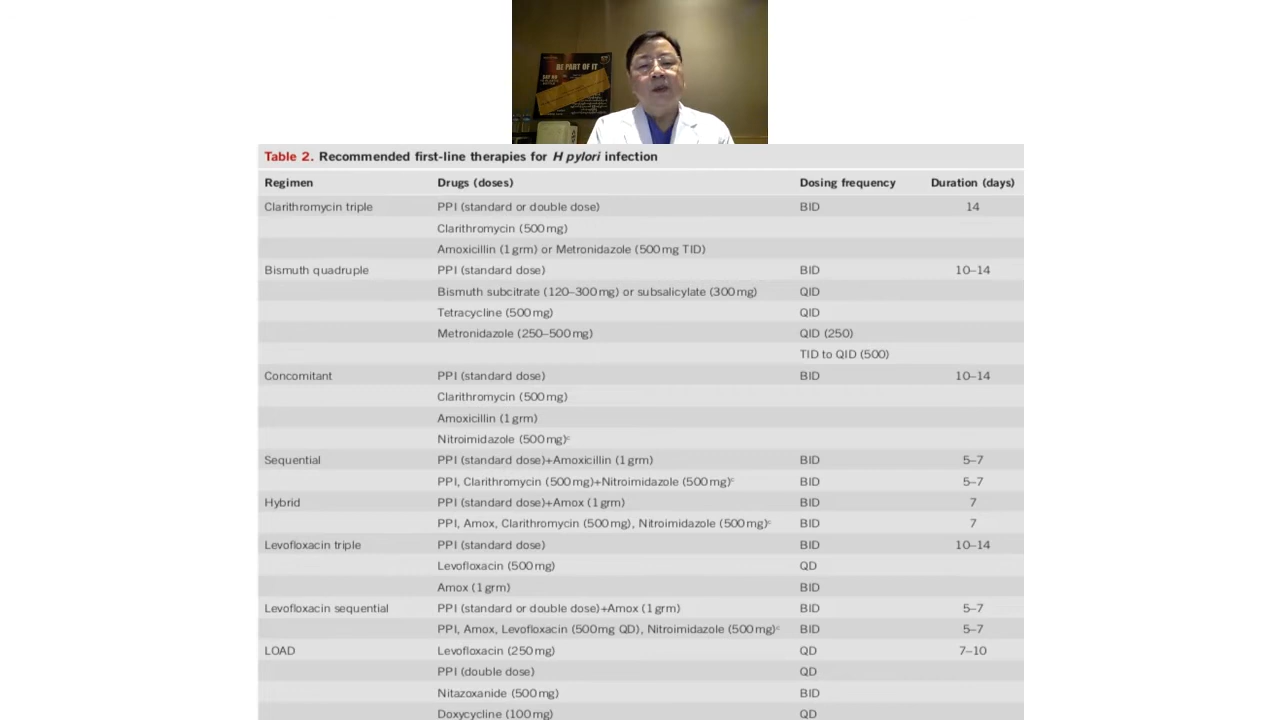 BE PART OF IT
Table 2. Recommended first-line therapies for H pylori infection
Regimen Drugs (doses) Dosing frequency Duration (days)
Clarithromycin triple PPI (standard or double dose) BID 14
Clarithromycin (500 mg)
Amoxicillin (1 grm) or Metronidazole (500 mg TID)
Bismuth quadruple PPI (standard dose) BID 10–14
Bismuth subcitrate (120–300 mg) or subsalicylate (300 mg) QID
Tetracycline (500 mg) QID
Metronidazole (250–500 mg) QID (250)
TID to QID (500)
Concomitant PPI (standard dose) BID 10–14
Clarithromycin (500 mg)
Amoxicillin (1 grm)
Nitroimidazole (500 mg)c
Sequential PPI (standard dose)+Amoxicillin (1 grm) BID 5–7
PPI, Clarithromycin (500 mg)+Nitroimidazole (500 mg)c BID 5–7
Hybrid PPI (standard dose)+Amox (1 grm) BID 7
PPI, Amox, Clarithromycin (500 mg), Nitroimidazole (500 mg)c BID 7
Levofloxacin triple PPI (standard dose) BID 10–14
Levofloxacin (500 mg) QD
Amox (1 grm) BID
Levofloxacin sequential PPI (standard or double dose)+Amox (1 grm) BID 5–7
PPI, Amox, Levofloxacin (500mg QD), Nitroimidazole (500 mg)c BID 5–7
LOAD Levofloxacin (250 mg) QD 7–10
PPI (double dose) QD
Nitazoxanide (500 mg) BID
Doxycycline (100 mg) QD